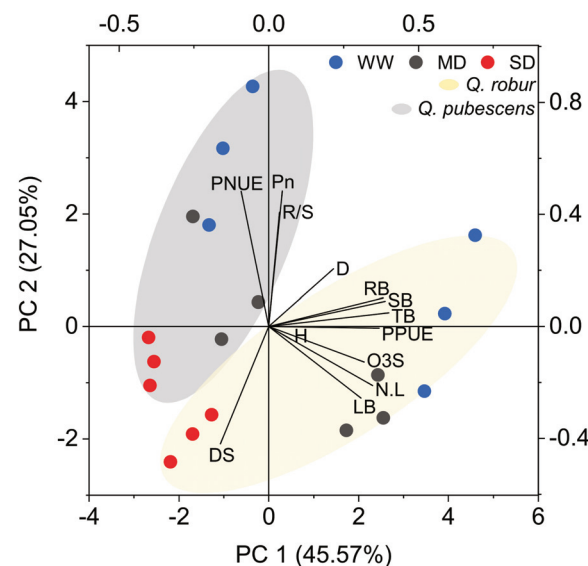 -0.4 0.0 0.5
WW MD SD
Q. robur
Q. pubescens
4 0.8
PNUE Pn
R/S
2 0.4
D
RB
SB
TB
0 0.0
H PPUE
O3S
N.L
LB
-2 -0.4
DS
-4 -2 0 2 4 6
PC 1 (45.57%)
PC 2 (27.05%)